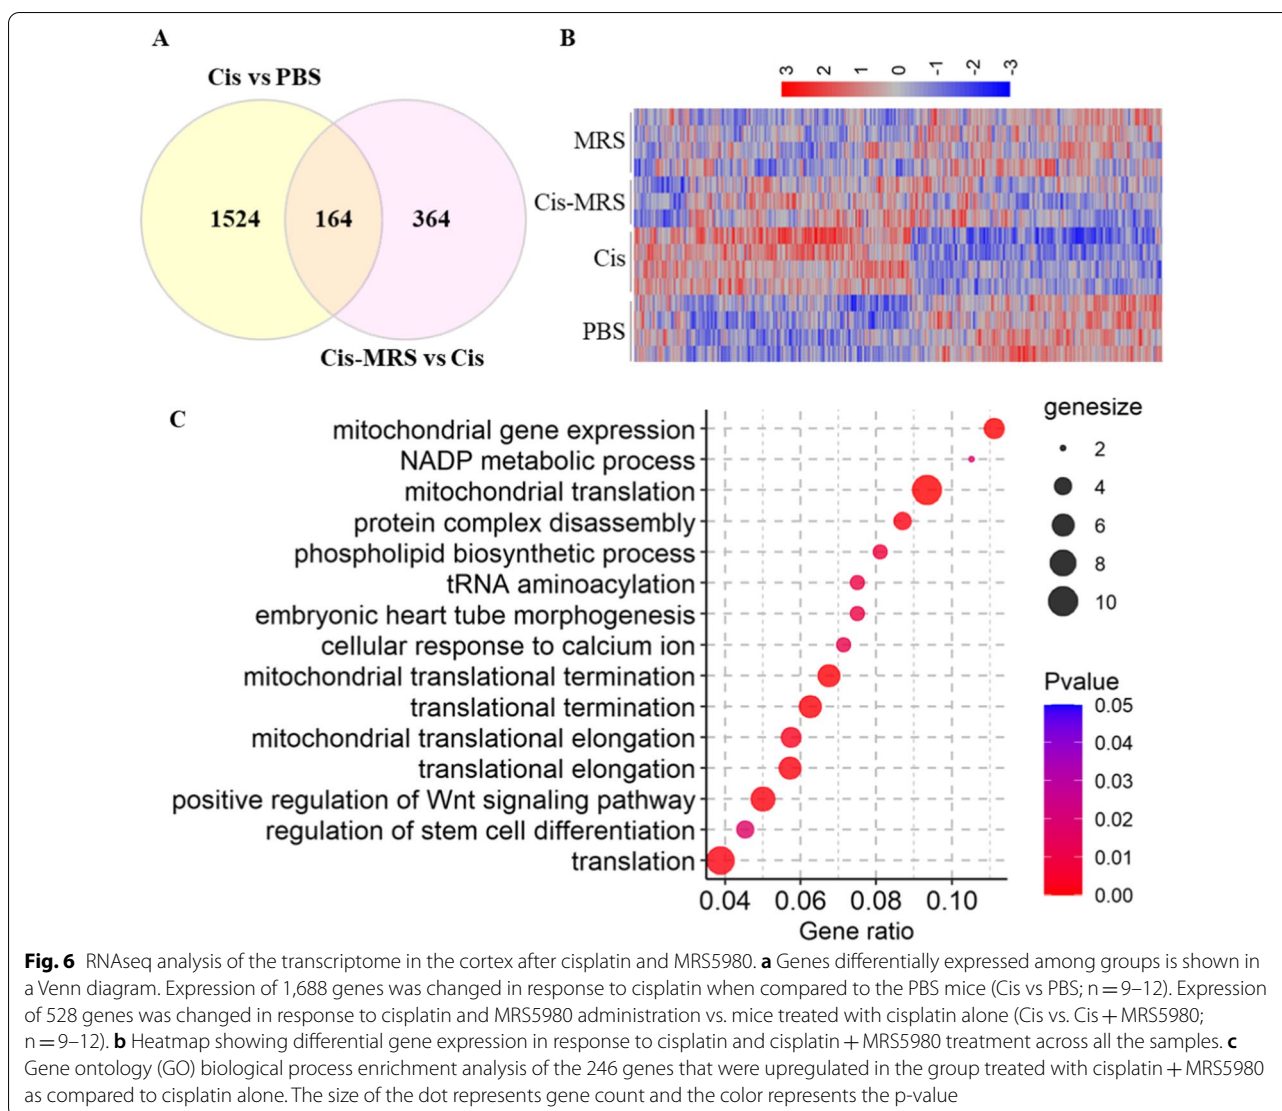 A
Cis vs PBS
1524
164
364
Cis-MRS vs Cis
B
3
2
1
0
-1
-2
-3
MRS
Cis-MRS
Cis
PBS
C
mitochondrial gene expression
NADP metabolic process
mitochondrial translation
protein complex disassembly
phospholipid biosynthetic process
tRNA aminoacylation
embryonic heart tube morphogenesis
cellular response to calcium ion
mitochondrial translational termination
translational termination
mitochondrial translational elongation
translational elongation
positive regulation of Wnt signaling pathway
regulation of stem cell differentiation
translation
0.04 0.06 0.08 0.10
Gene ratio
genesize
2
4
6
8
10
Pvalue
0.05
0.04
0.03
0.02
0.01
0.00
Fig. 6 RNAseq analysis of the transcriptome in the cortex after cisplatin and MRS5980. a Genes differentially expressed among groups is shown in
a Venn diagram. Expression of 1,688 genes was changed in response to cisplatin when compared to the PBS mice (Cis vs PBS; n = 9–12). Expression
of 528 genes was changed in response to cisplatin and MRS5980 administration vs. mice treated with cisplatin alone (Cis vs. Cis + MRS5980;
n = 9–12). b Heatmap showing differential gene expression in response to cisplatin and cisplatin + MRS5980 treatment across all the samples. c
Gene ontology (GO) biological process enrichment analysis of the 246 genes that were upregulated in the group treated with cisplatin + MRS5980
as compared to cisplatin alone. The size of the dot represents gene count and the color represents the p-value